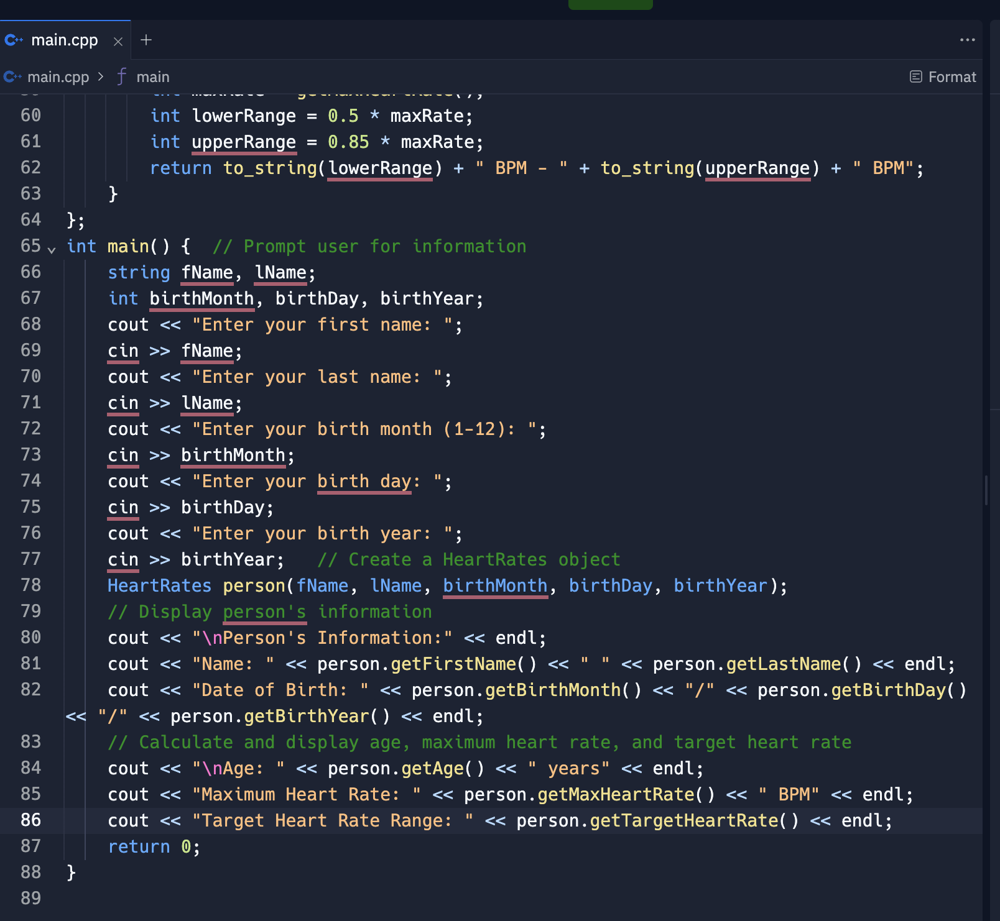 main.cpp
main.cpp > main Format
60 int lowerRange = 0.5 * maxRate;
61 int upperRange = 0.85 * maxRate;
62 return to_string(lowerRange) + " BPM - " + to_string(upperRange) + " BPM";
63 }
64 };
65 int main() { // Prompt user for information
66 string fName, lName;
67 int birthMonth, birthDay, birthYear;
68 cout << "Enter your first name: ";
69 cin >> fName;
70 cout << "Enter your last name: ";
71 cin >> lName;
72 cout << "Enter your birth month (1-12): ";
73 cin >> birthMonth;
74 cout << "Enter your birth day: ";
75 cin >> birthDay;
76 cout << "Enter your birth year: ";
77 cin >> birthYear; // Create a HeartRates object
78 HeartRates person(fName, lName, birthMonth, birthDay, birthYear);
79 // Display person's information
80 cout << "\nPerson's Information:" << endl;
81 cout << "Name: " << person.getFirstName() << " " << person.getLastName() << endl;
82 cout << "Date of Birth: " << person.getBirthMonth() << "/" << person.getBirthDay()
<< "/" << person.getBirthYear() << endl;
83 // Calculate and display age, maximum heart rate, and target heart rate
84 cout << "\nAge: " << person.getAge() << " years" << endl;
85 cout << "Maximum Heart Rate: " << person.getMaxHeartRate() << " BPM" << endl;
86 cout << "Target Heart Rate Range: " << person.getTargetHeartRate() << endl;
87 return 0;
88 }
89